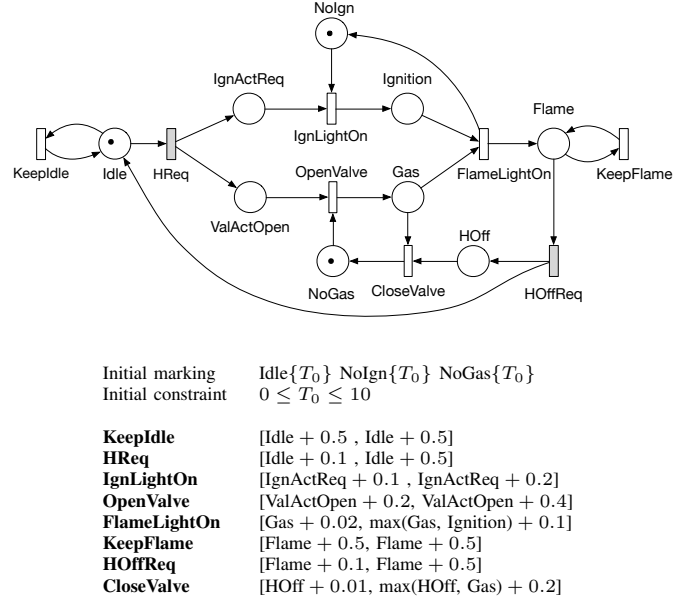 NoIgn
IgnActReq Ignition
Flame
IgnLightOn
OpenValve Gas
KeepIdle Idle HReq FlameLightOn KeepFlame
ValActOpen HOff
NoGas CloseValve HOffReq
Initial marking Idle{T₀} NoIgn{T₀} NoGas{T₀}
Initial constraint 0 ≤ T₀ ≤ 10
KeepIdle [Idle + 0.5 , Idle + 0.5]
HReq [Idle + 0.1 , Idle + 0.5]
IgnLightOn [IgnActReq + 0.1 , IgnActReq + 0.2]
OpenValve [ValActOpen + 0.2, ValActOpen + 0.4]
FlameLightOn [Gas + 0.02, max(Gas, Ignition) + 0.1]
KeepFlame [Flame + 0.5, Flame + 0.5]
HOffReq [Flame + 0.1, Flame + 0.5]
CloseValve [HOff + 0.01, max(HOff, Gas) + 0.2]